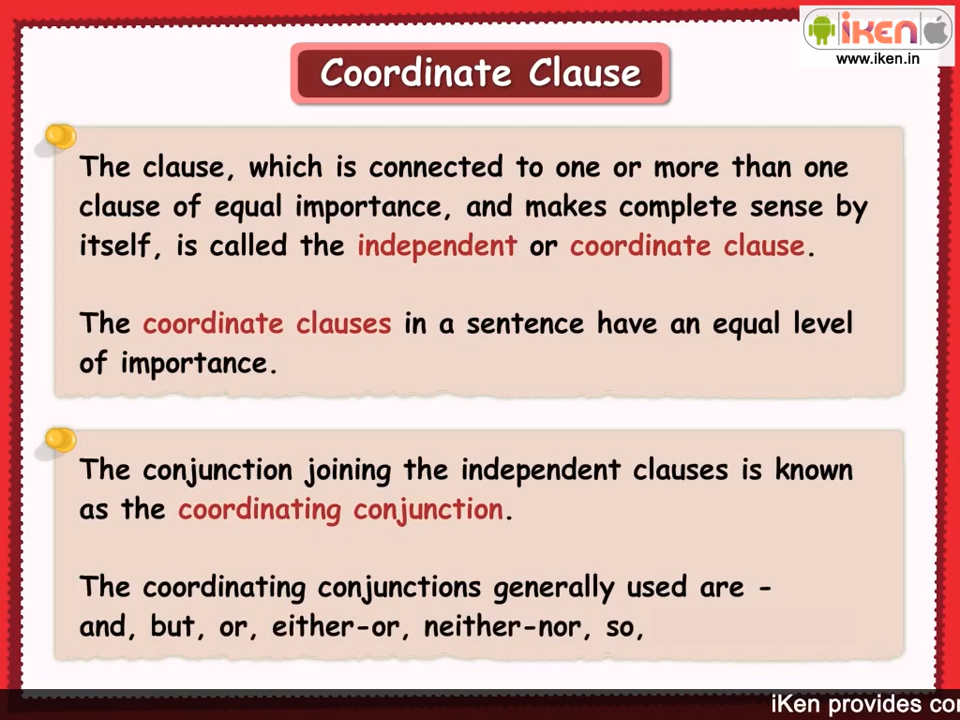 iKEN
www.iken.in
Coordinate Clause
The clause, which is connected to one or more than one
clause of equal importance, and makes complete sense by
itself, is called the independent or coordinate clause.
The coordinate clauses in a sentence have an equal level
of importance.
The conjunction joining the independent clauses is known
as the coordinating conjunction.
The coordinating conjunctions generally used are -
and, but, or, either-or, neither-nor, so,
iKen provides